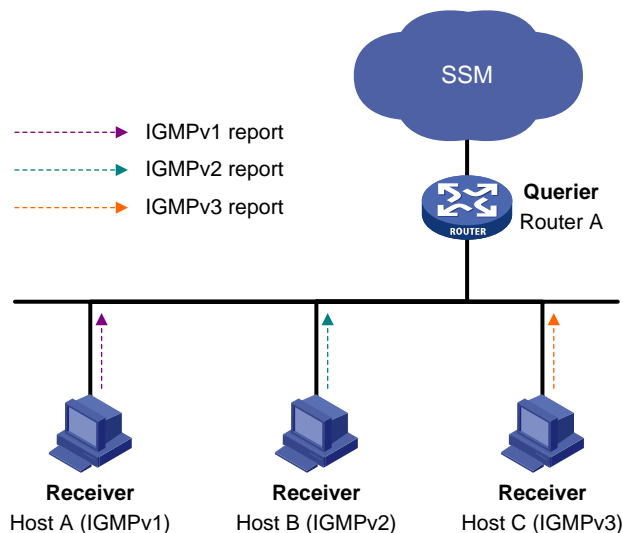 SSM
IGMPv1 report
IGMPv2 report
IGMPv3 report
Querier
Router A
ROUTER
Receiver
Host A (IGMPv1)
Receiver
Host B (IGMPv2)
Receiver
Host C (IGMPv3)